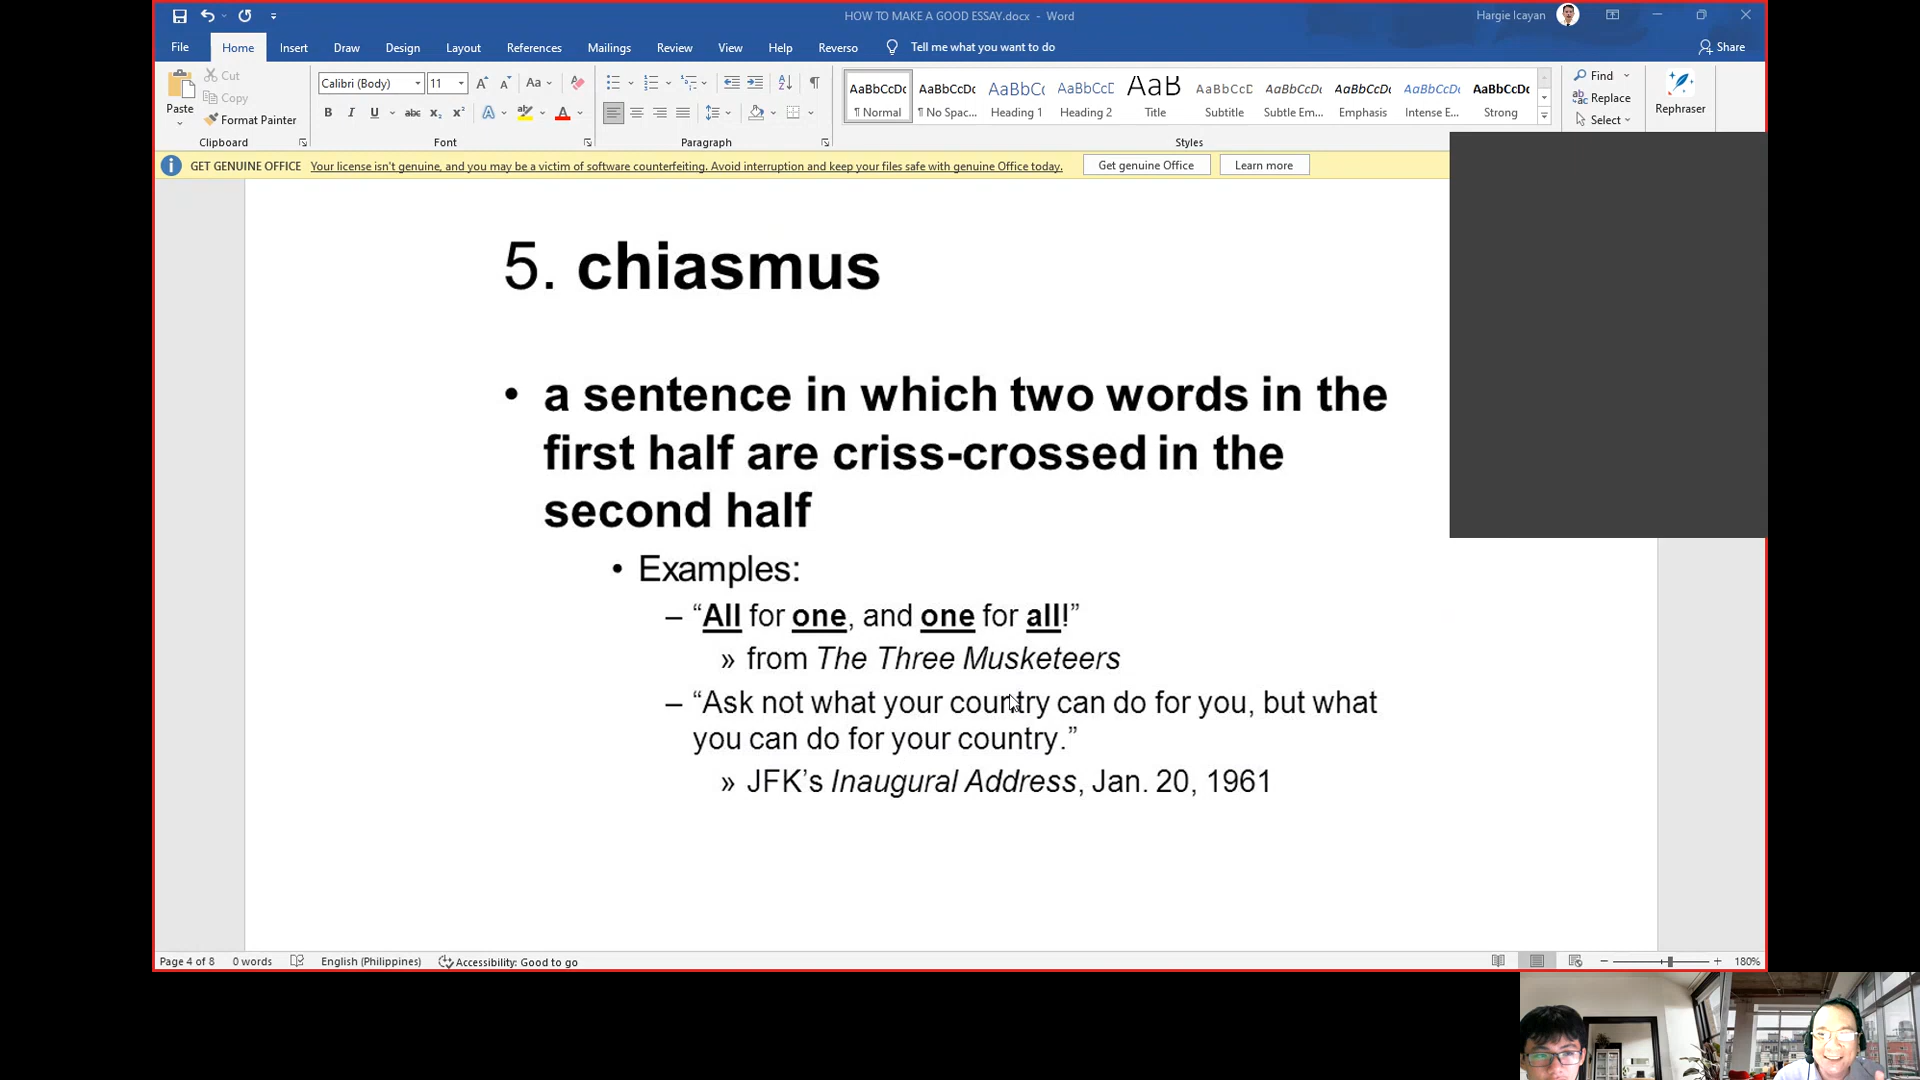 HOW TO MAKE A GOOD ESSAY.docx - Word
Hargie Icayan
File Home Insert Draw Design Layout References Mailings Review View Help Reverso Tell me what you want to do Share
Paste
Cut
Copy
Format Painter
Clipboard
Calibri (Body) 11
Aa
B I U abc x₂ x²
Font
Paragraph
AaBbCcDc AaBbCcDc AaBbCc AaBbCcC AaB AaBbCcC AaBbCcDc AaBbCcDc AaBbCcDc AaBbCcDc
¶ Normal ¶ No Spac... Heading 1 Heading 2 Title Subtitle Subtle Em... Emphasis Intense E... Strong
Styles
Find
Replace
Select
Rephraser
GET GENUINE OFFICE Your license isn't genuine, and you may be a victim of software counterfeiting. Avoid interruption and keep your files safe with genuine Office today. Get genuine Office Learn more
5. chiasmus
• a sentence in which two words in the
first half are criss-crossed in the
second half
• Examples:
– “All for one, and one for all!”
» from The Three Musketeers
– “Ask not what your country can do for you, but what
you can do for your country.”
» JFK’s Inaugural Address, Jan. 20, 1961
Page 4 of 8 0 words English (Philippines) Accessibility: Good to go 180%